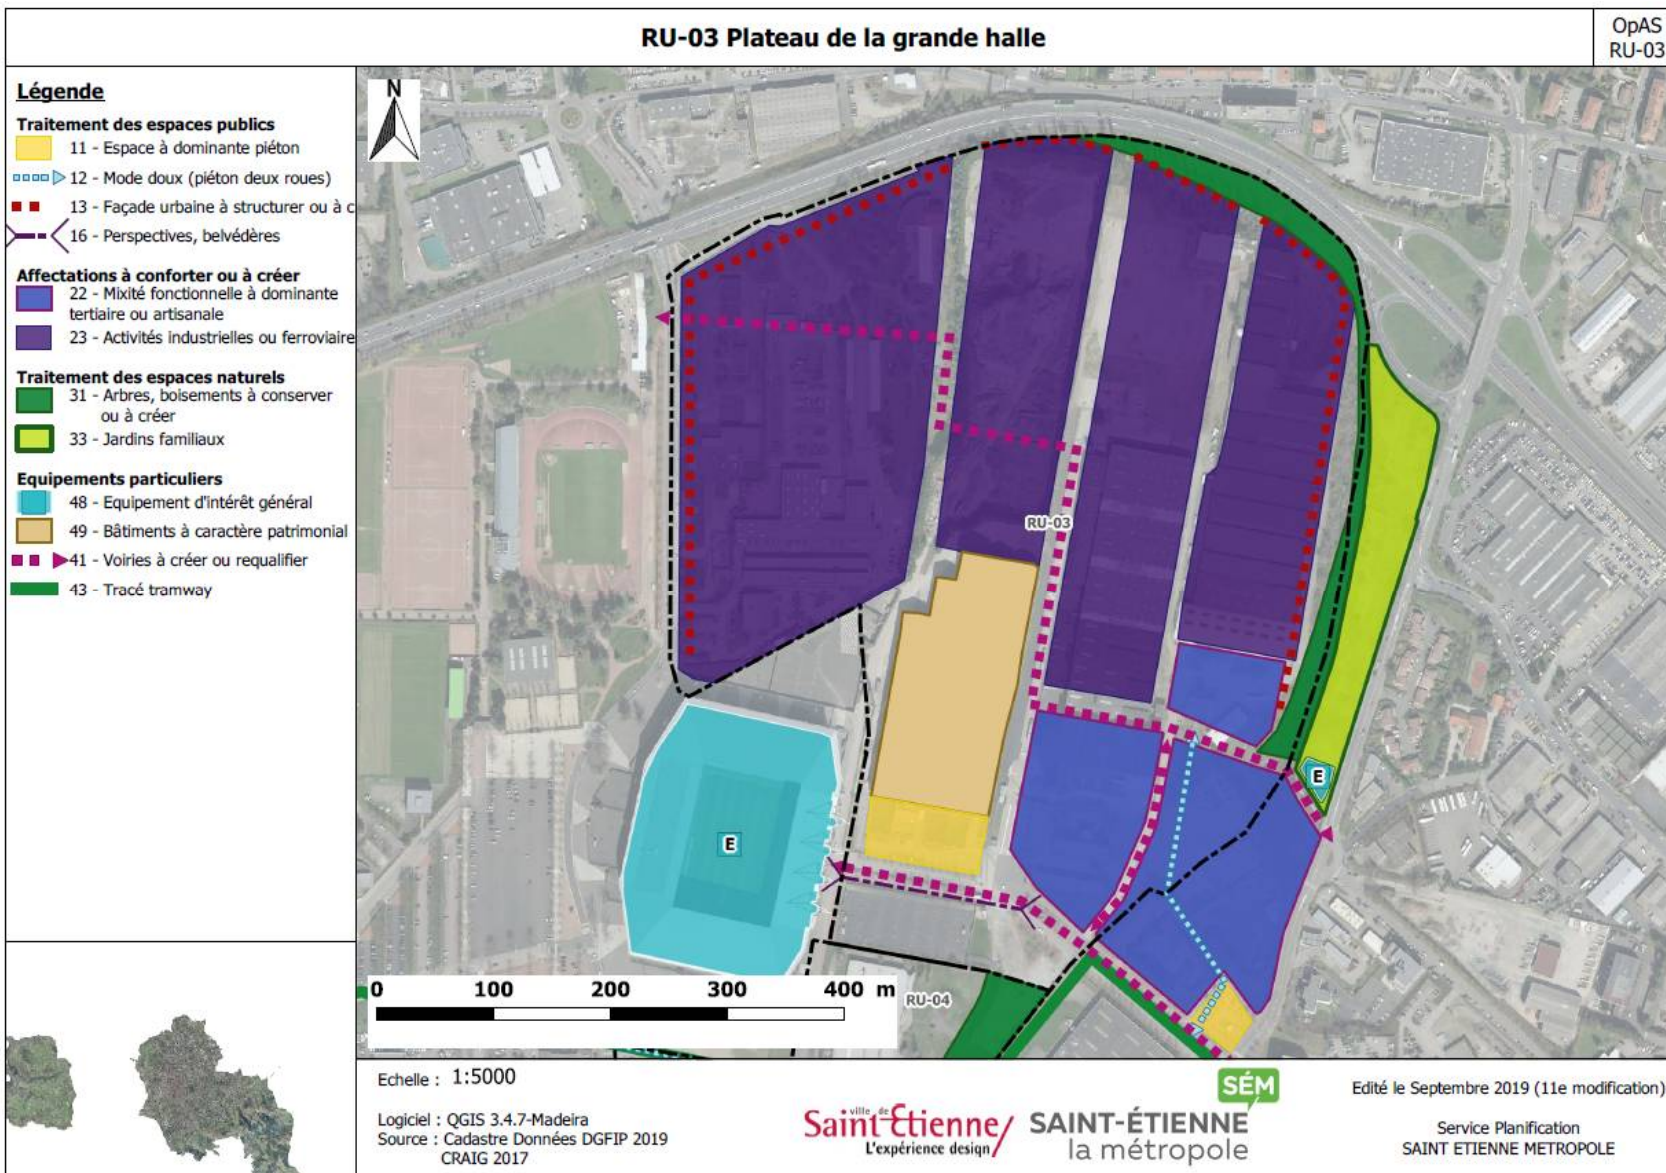 RU-03 Plateau de la grande halle
OpAS
RU-03
Légende
Traitement des espaces publics
11 - Espace à dominante piéton
12 - Mode doux (piéton deux roues)
13 - Façade urbaine à structurer ou à c
16 - Perspectives, belvédères
Affectations à conforter ou à créer
22 - Mixité fonctionnelle à dominante
tertiaire ou artisanale
23 - Activités industrielles ou ferroviaire
Traitement des espaces naturels
31 - Arbres, boisements à conserver
ou à créer
33 - Jardins familiaux
Equipements particuliers
48 - Equipement d'intérêt général
49 - Bâtiments à caractère patrimonial
41 - Voiries à créer ou requalifier
43 - Tracé tramway
N
RU-03
E
E
0 100 200 300 400 m
RU-04
Echelle : 1:5000
Logiciel : QGIS 3.4.7-Madeira
Source : Cadastre Données DGFIP 2019
CRAIG 2017
ville de
Saint-Étienne
L'expérience design
SÉM
SAINT-ÉTIENNE
la métropole
Edité le Septembre 2019 (11e modification)
Service Planification
SAINT ETIENNE METROPOLE